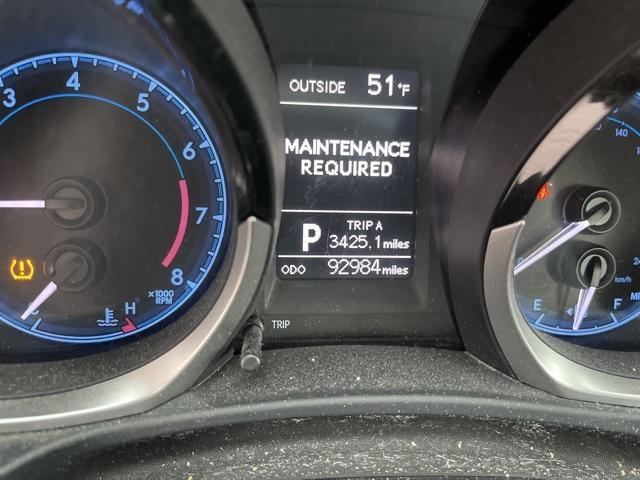 OUTSIDE 51°F
MAINTENANCE
REQUIRED
TRIP A
P 3425.1 miles
ODO 92984 miles
TRIP
3 4 5 6 7 8
x1000
RPM
H
140
E F
km/h